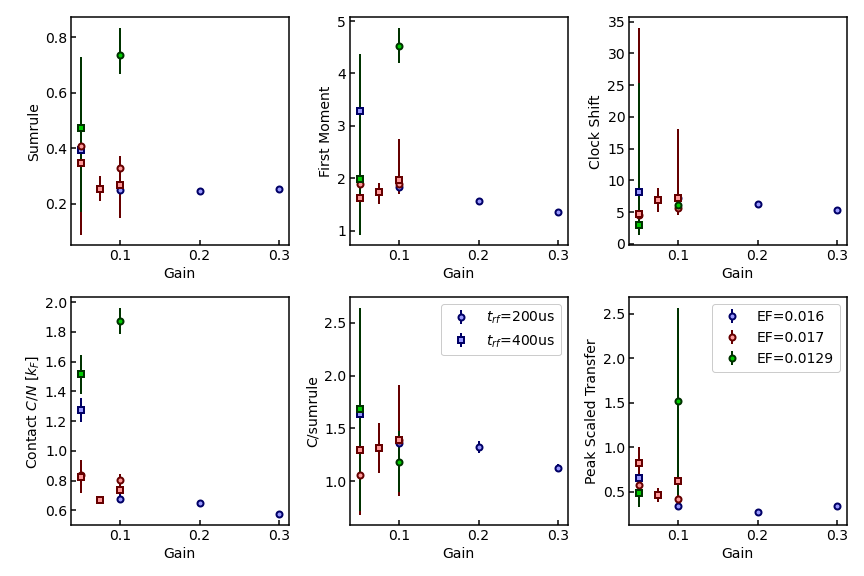 0.8
0.6
0.4
0.2
Sumrule
0.1 0.2 0.3
Gain
5
4
3
2
1
First Moment
0.1 0.2 0.3
Gain
35
30
25
20
15
10
5
0
Clock Shift
0.1 0.2 0.3
Gain
2.0
1.8
1.6
1.4
1.2
1.0
0.8
0.6
Contact C/N [k_F]
0.1 0.2 0.3
Gain
2.5
2.0
1.5
1.0
C/sumrule
t_rf=200us
t_rf=400us
0.1 0.2 0.3
Gain
2.5
2.0
1.5
1.0
0.5
Peak Scaled Transfer
EF=0.016
EF=0.017
EF=0.0129
0.1 0.2 0.3
Gain